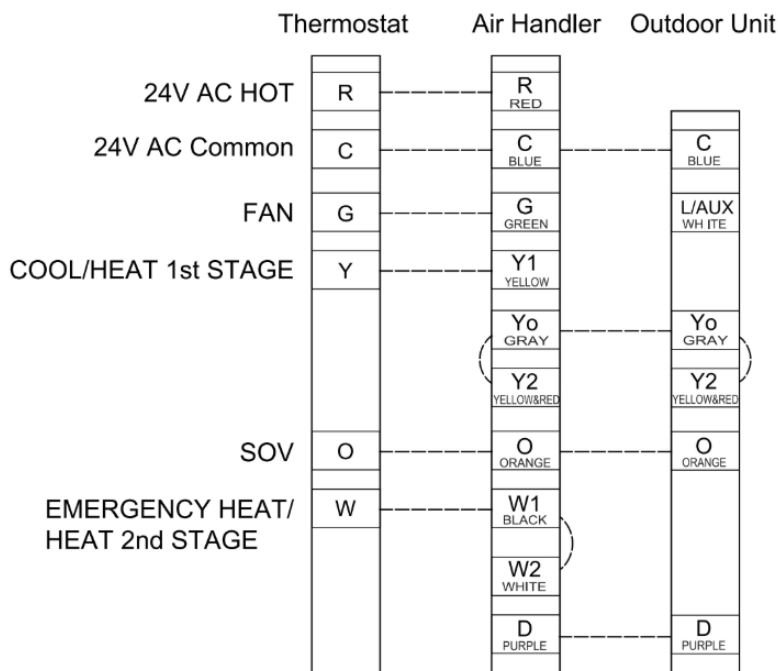 Thermostat Air Handler Outdoor Unit
24V AC HOT R R
RED
24V AC Common C C C
BLUE BLUE
FAN G G L/AUX
GREEN WH ITE
COOL/HEAT 1st STAGE Y Y1
YELLOW
Yo Yo
GRAY GRAY
Y2 Y2
YELLOW&RED YELLOW&RED
SOV O O O
ORANGE ORANGE
EMERGENCY HEAT/ W W1
BLACK
HEAT 2nd STAGE
W2
WHITE
D D
PURPLE PURPLE